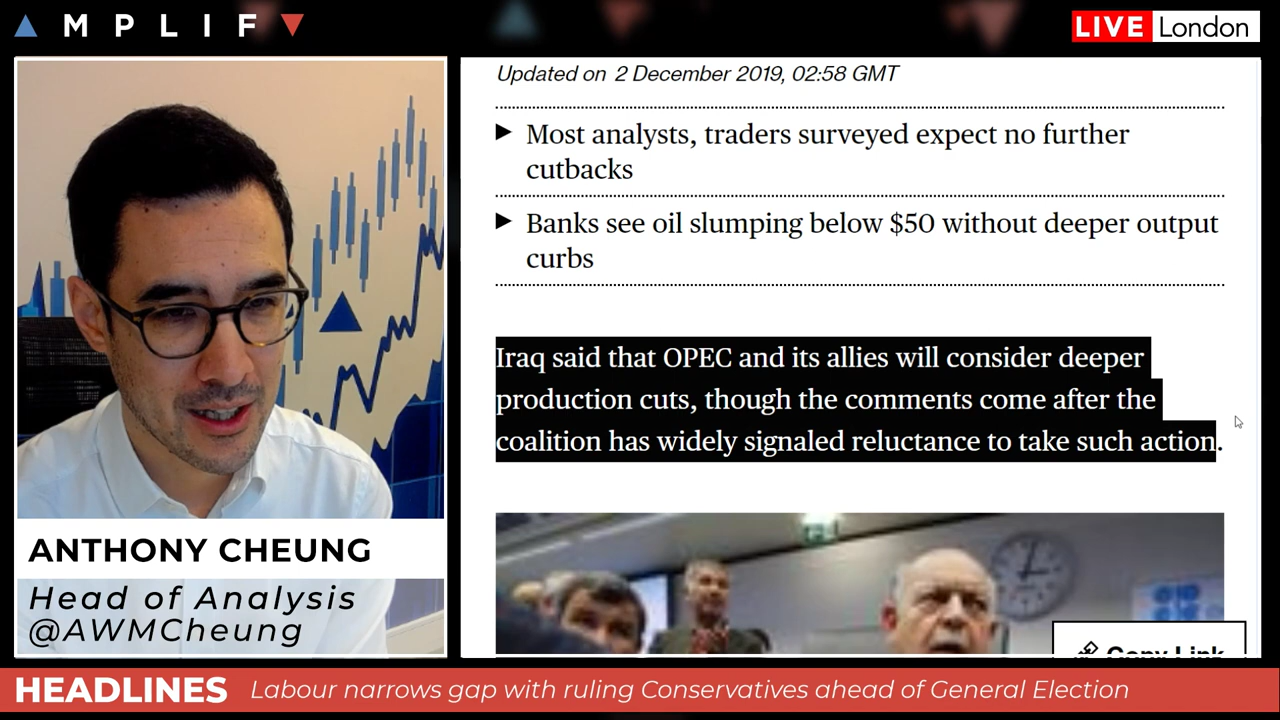 AMPLIFY
LIVE London
Updated on 2 December 2019, 02:58 GMT
Most analysts, traders surveyed expect no further
cutbacks
Banks see oil slumping below $50 without deeper output
curbs
Iraq said that OPEC and its allies will consider deeper
production cuts, though the comments come after the
coalition has widely signaled reluctance to take such action.
Copy Link
ANTHONY CHEUNG
Head of Analysis
@AWMCheung
HEADLINES Labour narrows gap with ruling Conservatives ahead of General Election